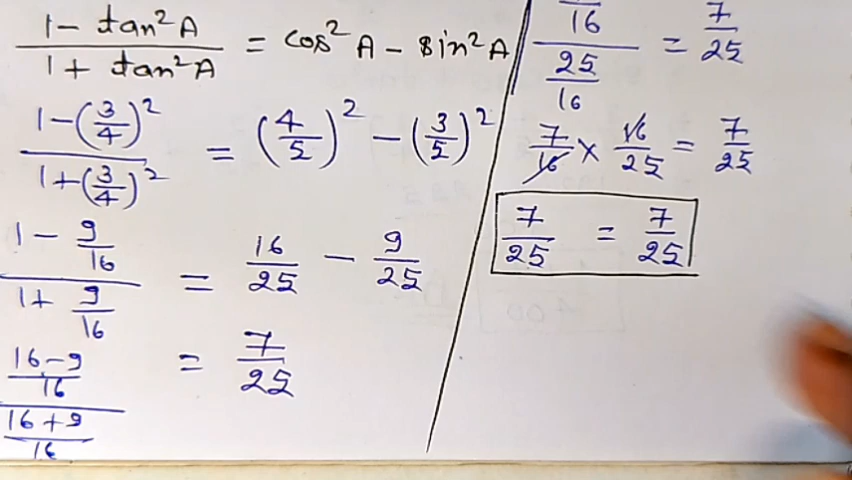 1 - tan²A / 1 + tan²A = cos²A - sin²A
1-(3/4)² / 1+(3/4)² = (4/5)² - (3/5)²
1 - 9/16 / 1 + 9/16 = 16/25 - 9/25
16-9/16 / 16+9/16 = 7/25
/16 / 25/16 = 7/25
7/16 × 16/25 = 7/25
7/25 = 7/25